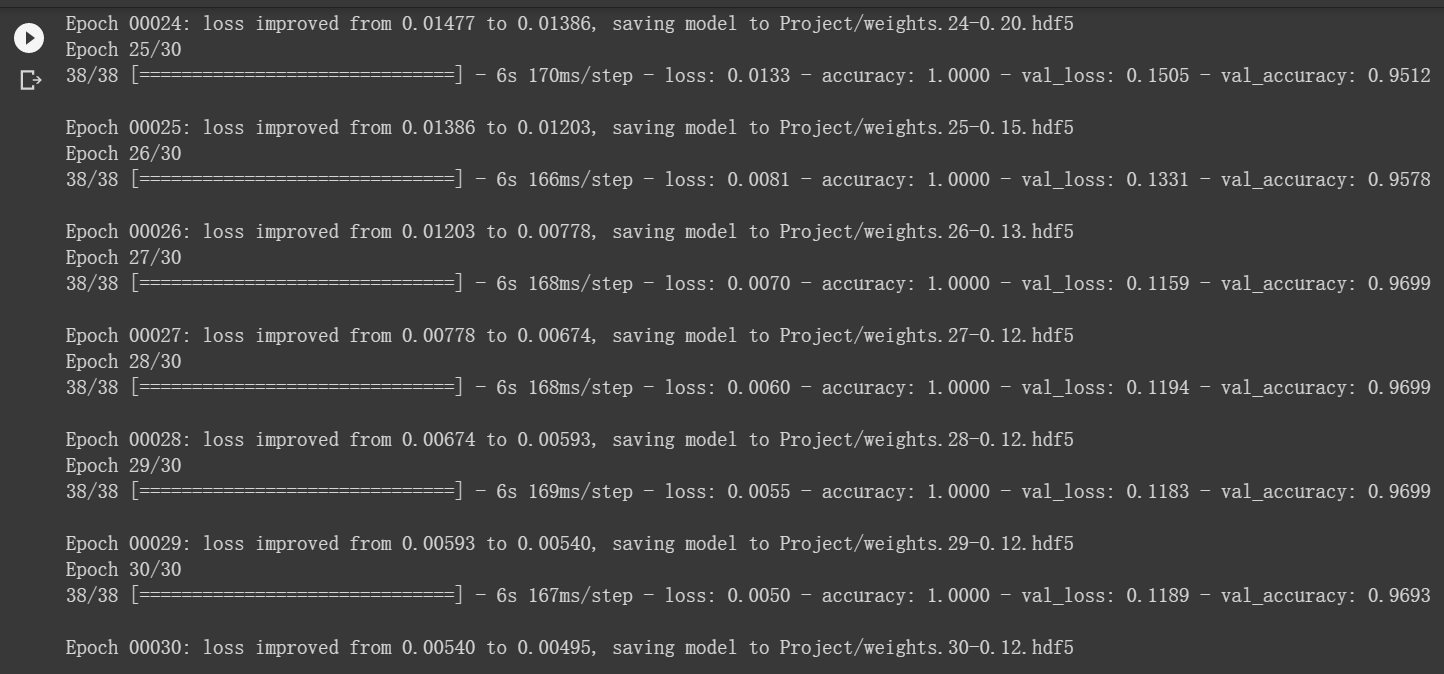 Epoch 00024: loss improved from 0.01477 to 0.01386, saving model to Project/weights.24-0.20.hdf5
Epoch 25/30
38/38 [==============================] - 6s 170ms/step - loss: 0.0133 - accuracy: 1.0000 - val_loss: 0.1505 - val_accuracy: 0.9512
Epoch 00025: loss improved from 0.01386 to 0.01203, saving model to Project/weights.25-0.15.hdf5
Epoch 26/30
38/38 [==============================] - 6s 166ms/step - loss: 0.0081 - accuracy: 1.0000 - val_loss: 0.1331 - val_accuracy: 0.9578
Epoch 00026: loss improved from 0.01203 to 0.00778, saving model to Project/weights.26-0.13.hdf5
Epoch 27/30
38/38 [==============================] - 6s 168ms/step - loss: 0.0070 - accuracy: 1.0000 - val_loss: 0.1159 - val_accuracy: 0.9699
Epoch 00027: loss improved from 0.00778 to 0.00674, saving model to Project/weights.27-0.12.hdf5
Epoch 28/30
38/38 [==============================] - 6s 168ms/step - loss: 0.0060 - accuracy: 1.0000 - val_loss: 0.1194 - val_accuracy: 0.9699
Epoch 00028: loss improved from 0.00674 to 0.00593, saving model to Project/weights.28-0.12.hdf5
Epoch 29/30
38/38 [==============================] - 6s 169ms/step - loss: 0.0055 - accuracy: 1.0000 - val_loss: 0.1183 - val_accuracy: 0.9699
Epoch 00029: loss improved from 0.00593 to 0.00540, saving model to Project/weights.29-0.12.hdf5
Epoch 30/30
38/38 [==============================] - 6s 167ms/step - loss: 0.0050 - accuracy: 1.0000 - val_loss: 0.1189 - val_accuracy: 0.9693
Epoch 00030: loss improved from 0.00540 to 0.00495, saving model to Project/weights.30-0.12.hdf5